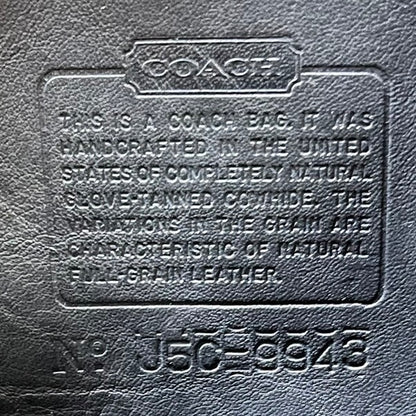 COACH
THIS IS A COACH BAG. IT WAS
HANDCRAFTED IN THE UNITED
STATES OF COMPLETELY NATURAL
GLOVE-TANNED COWHIDE. THE
VARIATIONS IN THE GRAIN ARE
CHARACTERISTIC OF NATURAL
FULL-GRAIN LEATHER.
No J5C-9943